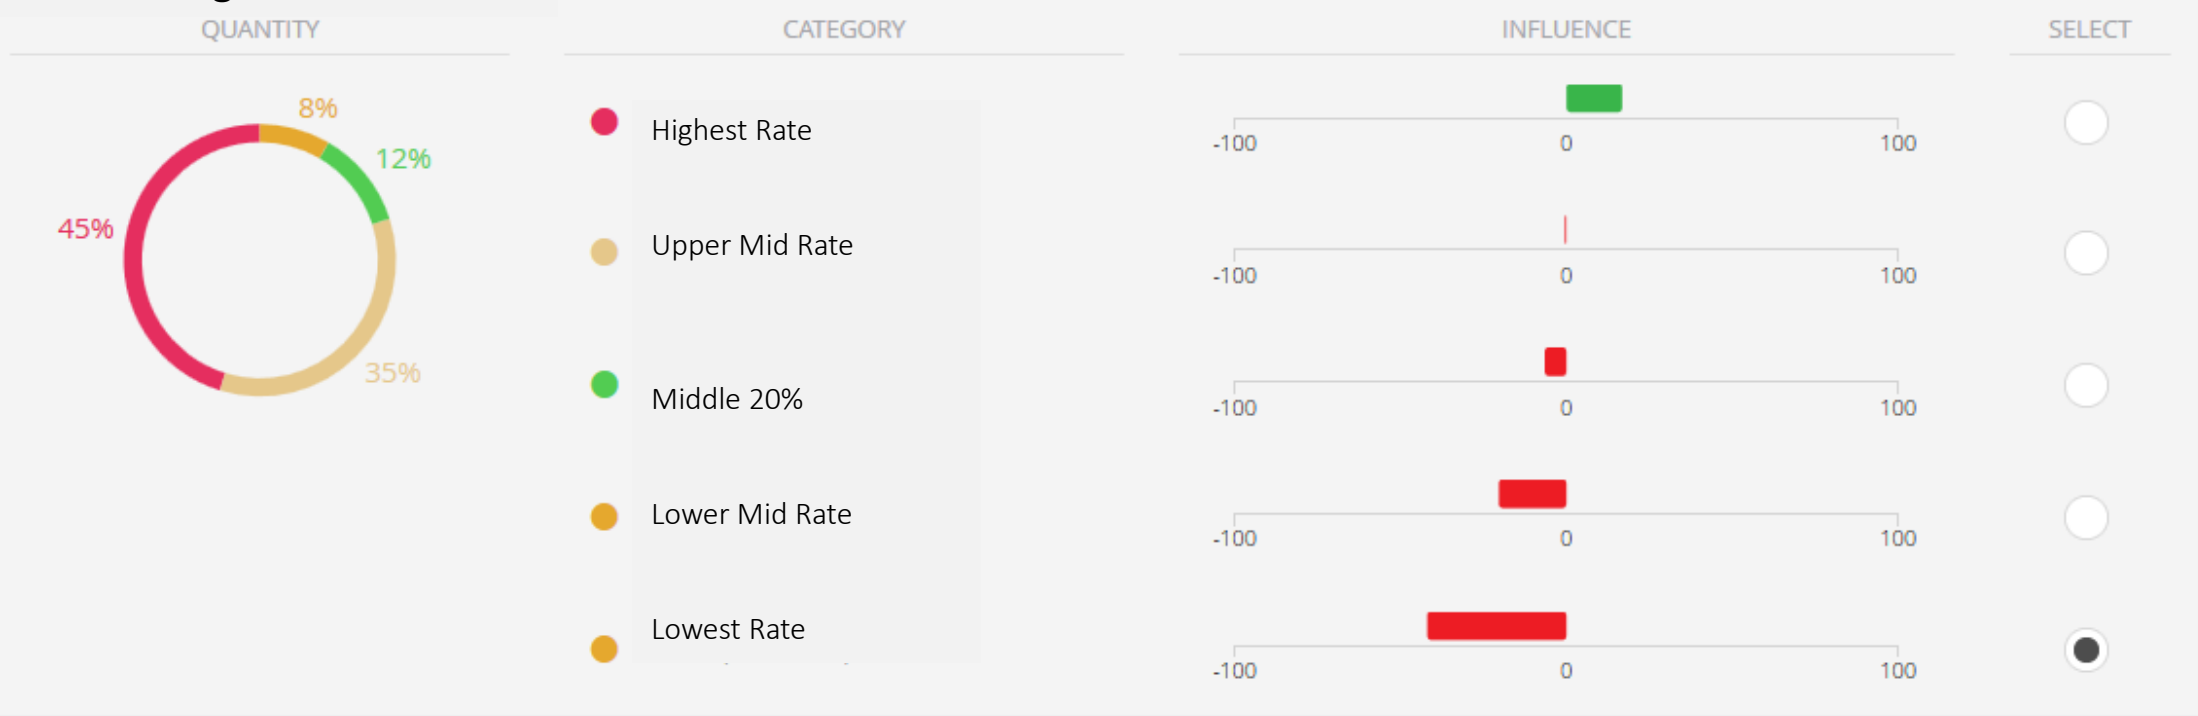 QUANTITY CATEGORY INFLUENCE SELECT
8%
12%
45%
35%
Highest Rate
-100 0 100
Upper Mid Rate
-100 0 100
Middle 20%
-100 0 100
Lower Mid Rate
-100 0 100
Lowest Rate
-100 0 100